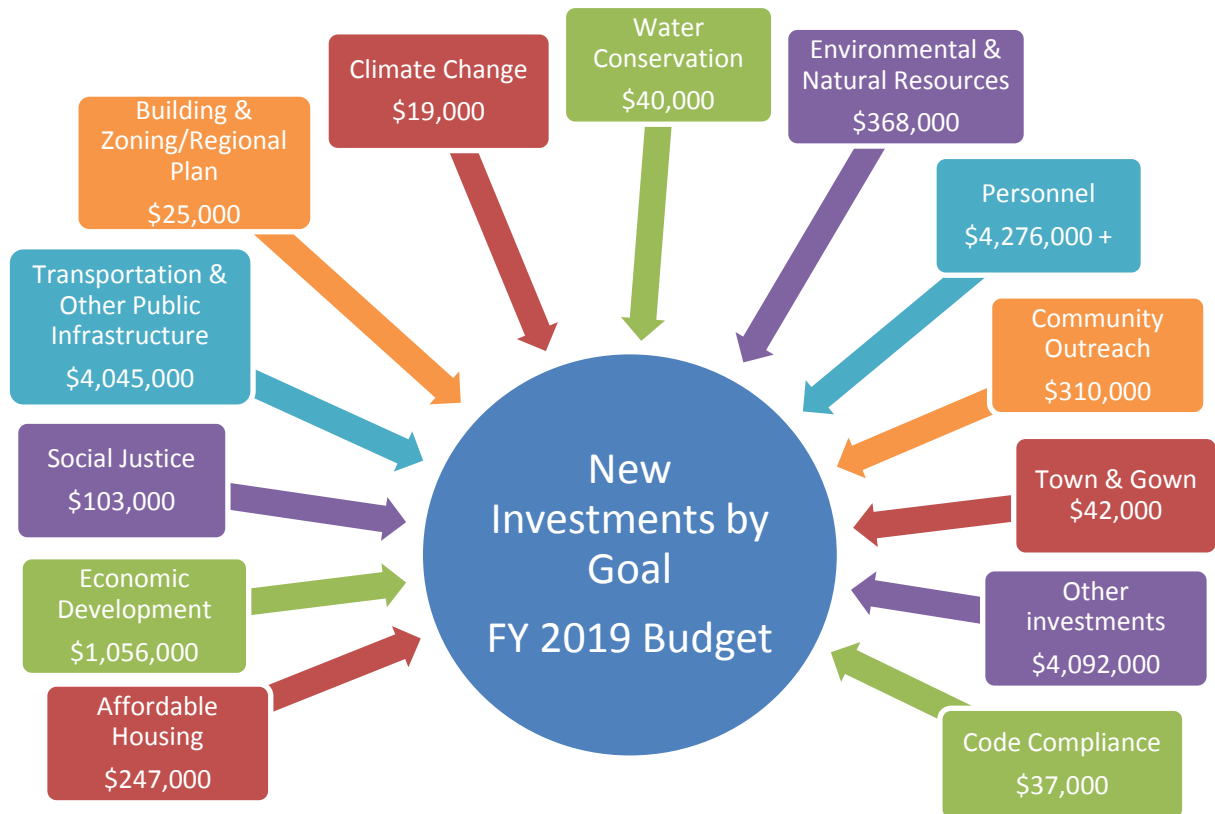 Water
Conservation
$40,000
Environmental &
Natural Resources
$368,000
Climate Change
$19,000
Building &
Zoning/Regional
Plan
$25,000
Personnel
$4,276,000 +
Transportation &
Other Public
Infrastructure
$4,045,000
Community
Outreach
$310,000
Social Justice
$103,000
Town & Gown
$42,000
New
Investments by
Goal
FY 2019 Budget
Economic
Development
$1,056,000
Other
investments
$4,092,000
Affordable
Housing
$247,000
Code Compliance
$37,000